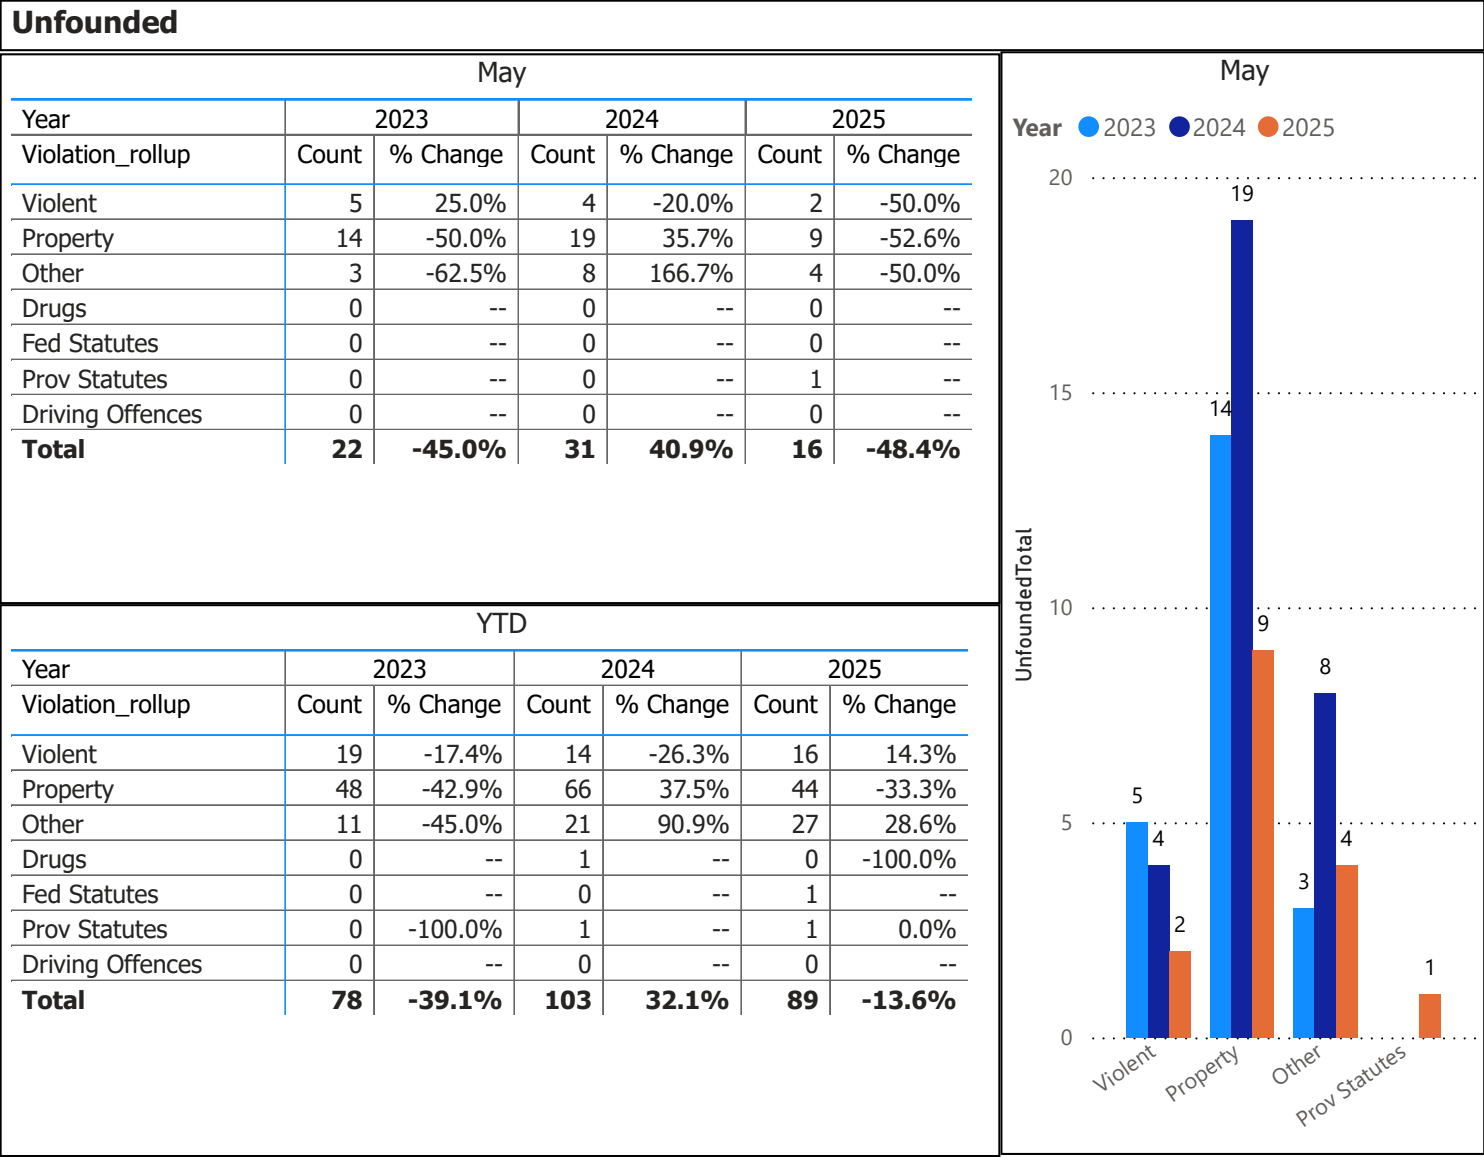 Unfounded
May
Year 2023 2024 2025
Violation_rollup Count % Change Count % Change Count % Change
Violent 5 25.0% 4 -20.0% 2 -50.0%
Property 14 -50.0% 19 35.7% 9 -52.6%
Other 3 -62.5% 8 166.7% 4 -50.0%
Drugs 0 -- 0 -- 0 --
Fed Statutes 0 -- 0 -- 0 --
Prov Statutes 0 -- 0 -- 1 --
Driving Offences 0 -- 0 -- 0 --
Total 22 -45.0% 31 40.9% 16 -48.4%
YTD
Year 2023 2024 2025
Violation_rollup Count % Change Count % Change Count % Change
Violent 19 -17.4% 14 -26.3% 16 14.3%
Property 48 -42.9% 66 37.5% 44 -33.3%
Other 11 -45.0% 21 90.9% 27 28.6%
Drugs 0 -- 1 -- 0 -100.0%
Fed Statutes 0 -- 0 -- 1 --
Prov Statutes 0 -100.0% 1 -- 1 0.0%
Driving Offences 0 -- 0 -- 0 --
Total 78 -39.1% 103 32.1% 89 -13.6%
May
Year 2023 2024 2025
UnfoundedTotal
20
15
10
5
0
5
4
2
14
19
9
3
8
4
1
Violent
Property
Other
Prov Statutes